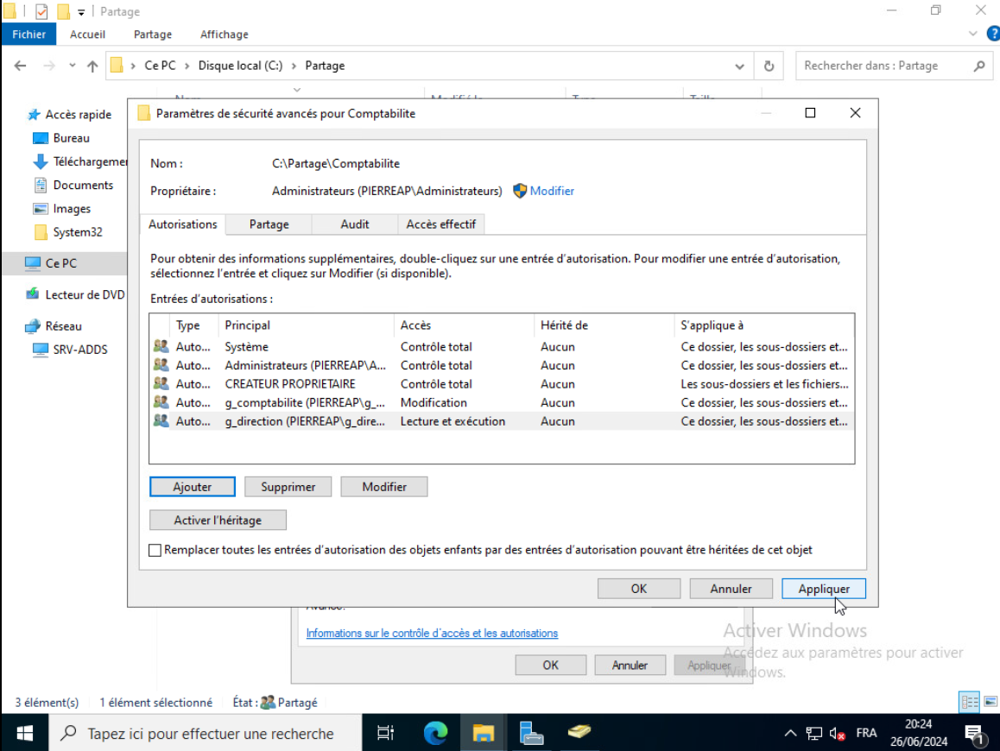 Partage
Fichier Accueil Partage Affichage
Ce PC Disque local (C:) Partage Rechercher dans : Partage
Accès rapide
Bureau
Téléchargemer
Documents
Images
System32
Ce PC
Lecteur de DVD
Réseau
SRV-ADDS
Paramètres de sécurité avancés pour Comptabilite
Nom : C:\Partage\Comptabilite
Propriétaire : Administrateurs (PIERREAP\Administrateurs) Modifier
Autorisations Partage Audit Accès effectif
Pour obtenir des informations supplémentaires, double-cliquez sur une entrée d'autorisation. Pour modifier une entrée d'autorisation,
sélectionnez l'entrée et cliquez sur Modifier (si disponible).
Entrées d'autorisations :
Type Principal Accès Hérité de S'applique à
Auto... Système Contrôle total Aucun Ce dossier, les sous-dossiers et...
Auto... Administrateurs (PIERREAP\A... Contrôle total Aucun Ce dossier, les sous-dossiers et...
Auto... CREATEUR PROPRIETAIRE Contrôle total Aucun Les sous-dossiers et les fichiers...
Auto... g_comptabilite (PIERREAP\g_... Modification Aucun Ce dossier, les sous-dossiers et...
Auto... g_direction (PIERREAP\g_dire... Lecture et exécution Aucun Ce dossier, les sous-dossiers et...
Ajouter Supprimer Modifier
Activer l'héritage
Remplacer toutes les entrées d'autorisation des objets enfants par des entrées d'autorisation pouvant être héritées de cet objet
OK Annuler Appliquer
Informations sur le contrôle d'accès et les autorisations
OK Annuler Appliquer
Activer Windows
Accédez aux paramètres pour activer
Windows.
3 élément(s) 1 élément sélectionné État : Partagé
Tapez ici pour effectuer une recherche
FRA
20:24
26/06/2024
1